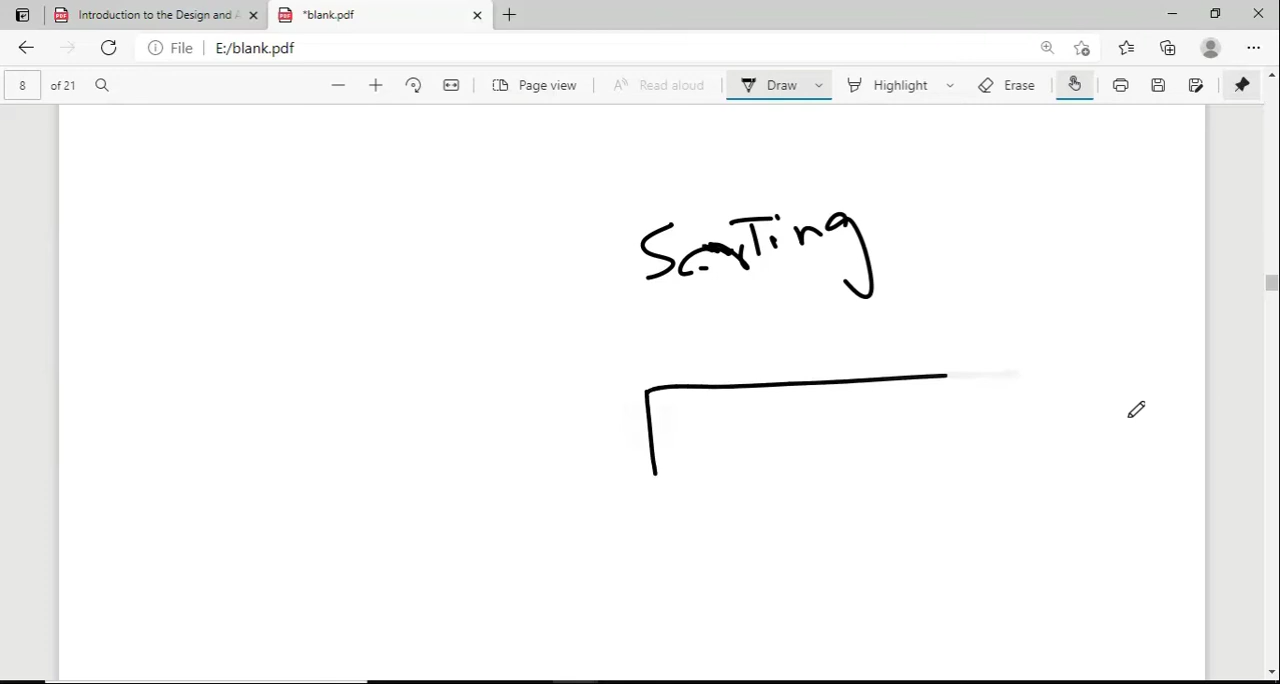 Introduction to the Design and A
*blank.pdf
File E:/blank.pdf
8 of 21 Page view Read aloud Draw Highlight Erase
Sorting